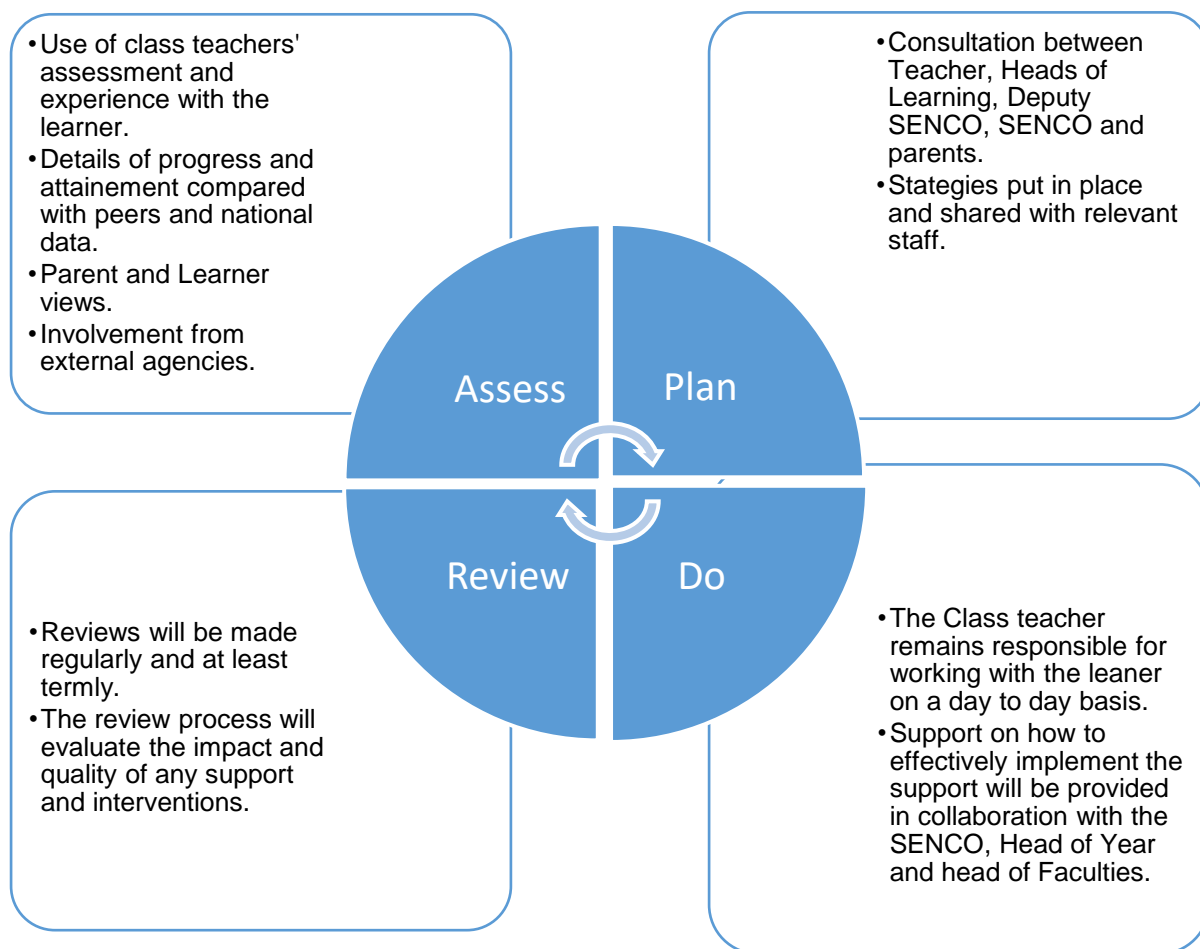 •Use of class teachers'
assessment and
experience with the
learner.
•Details of progress and
attainement compared
with peers and national
data.
•Parent and Learner
views.
•Involvement from
external agencies.
•Consultation between
Teacher, Heads of
Learning, Deputy
SENCO, SENCO and
parents.
•Stategies put in place
and shared with relevant
staff.
Assess
Plan
Review
Do
•Reviews will be made
regularly and at least
termly.
•The review process will
evaluate the impact and
quality of any support
and interventions.
•The Class teacher
remains responsible for
working with the leaner
on a day to day basis.
•Support on how to
effectively implement the
support will be provided
in collaboration with the
SENCO, Head of Year
and head of Faculties.